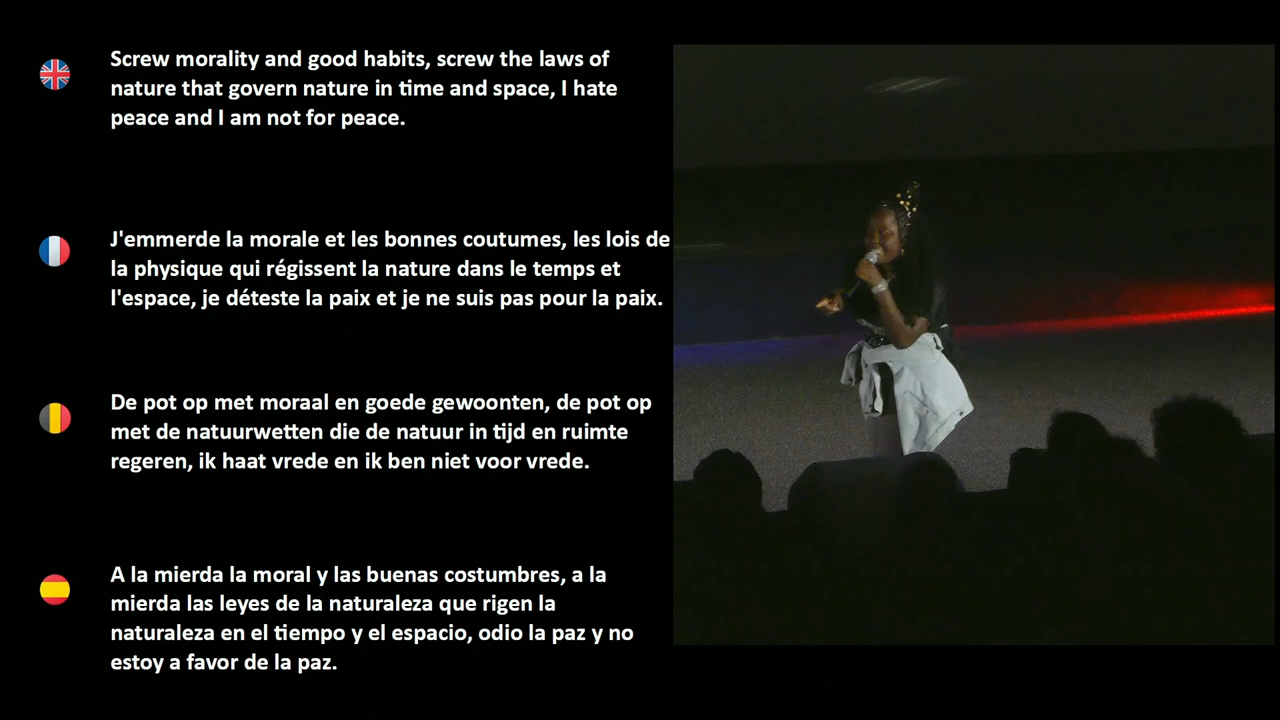 Screw morality and good habits, screw the laws of
nature that govern nature in time and space, I hate
peace and I am not for peace.
J'emmerde la morale et les bonnes coutumes, les lois de
la physique qui régissent la nature dans le temps et
l'espace, je déteste la paix et je ne suis pas pour la paix.
De pot op met moraal en goede gewoonten, de pot op
met de natuurwetten die de natuur in tijd en ruimte
regeren, ik haat vrede en ik ben niet voor vrede.
A la mierda la moral y las buenas costumbres, a la
mierda las leyes de la naturaleza que rigen la
naturaleza en el tiempo y el espacio, odio la paz y no
estoy a favor de la paz.